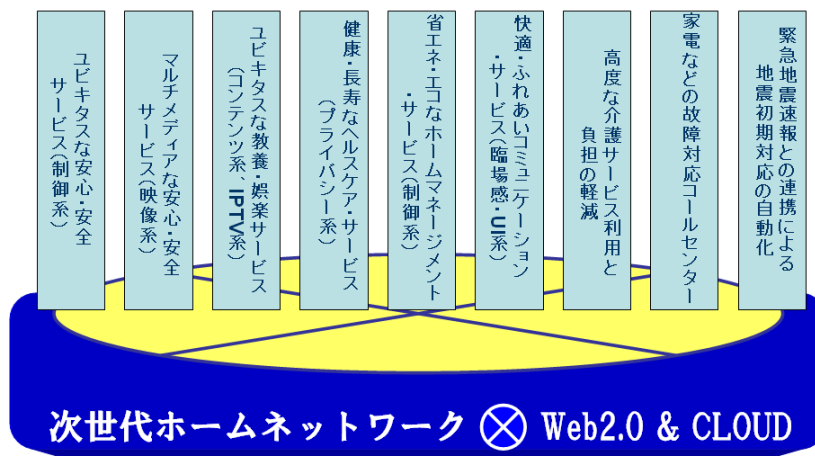 ユビキタスな安心・安全
サービス(制御系)
マルチメディアな安心・安全
サービス(映像系)
ユビキタスな教養・娯楽サービス
(コンテンツ系、IPTV系)
健康・長寿なヘルスケア・サービス
(プライバシー系)
省エネ・エコなホームマネージメント
・サービス(制御系)
快適・ふれあいコミュニケーション
・サービス(臨場感・UI系)
高度な介護サービス利用と
負担の軽減
家電などの故障対応コールセンター
緊急地震速報との連携による
地震初期対応の自動化
次世代ホームネットワーク Web2.0 & CLOUD